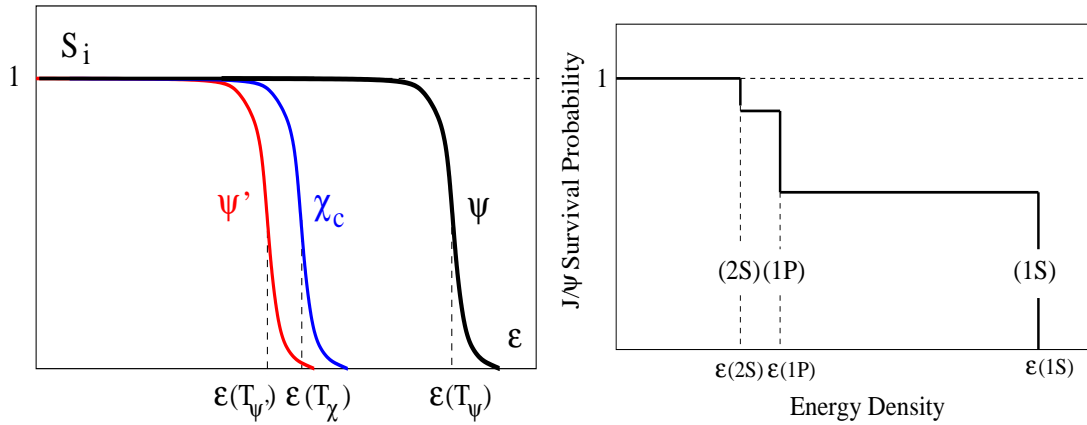 S_i
1
ψ’
χ_c
ψ
ε
ε(T_ψ’) ε(T_χ) ε(T_ψ)
J/ψ Survival Probability
1
(2S) (1P) (1S)
ε(2S) ε(1P) ε(1S)
Energy Density